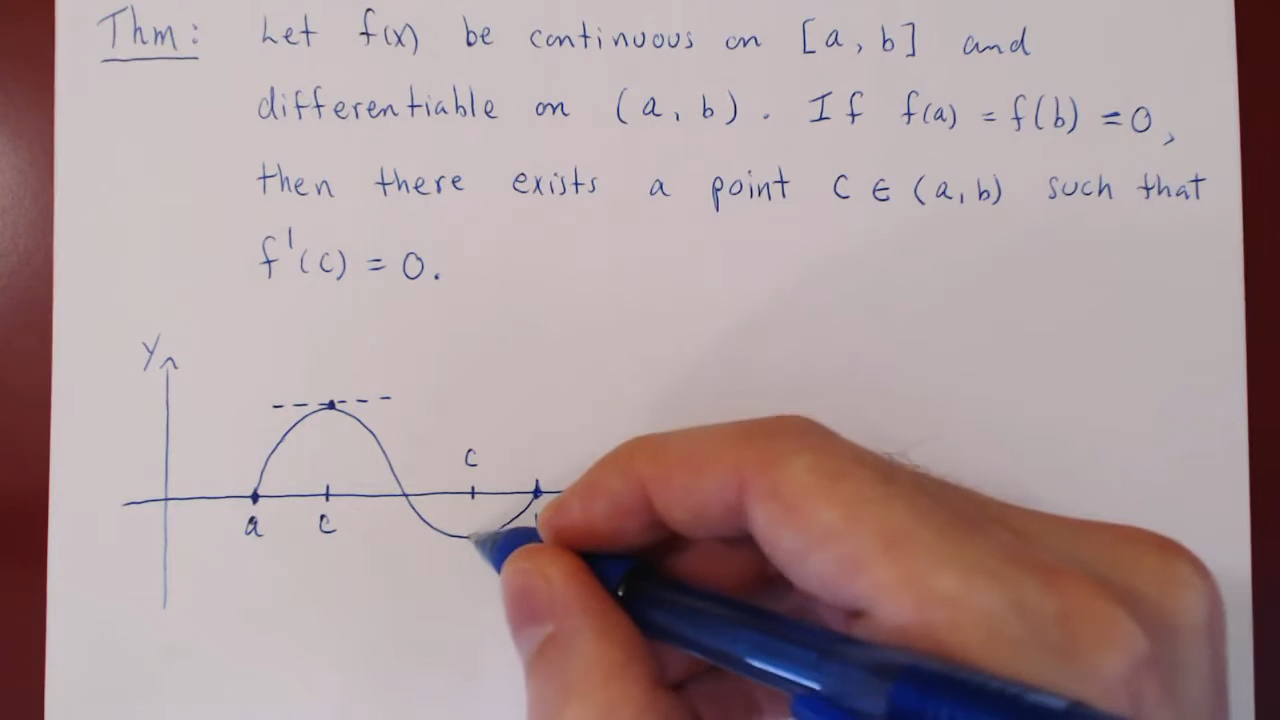 Thm: Let f(x) be continuous on [a, b] and
differentiable on (a, b). If f(a) = f(b) = 0,
then there exists a point C ∈ (a, b) such that
f'(c) = 0.
y
c
a c